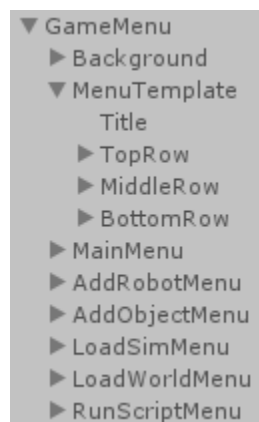 GameMenu
Background
MenuTemplate
Title
TopRow
MiddleRow
BottomRow
MainMenu
AddRobotMenu
AddObjectMenu
LoadSimMenu
LoadWorldMenu
RunScriptMenu